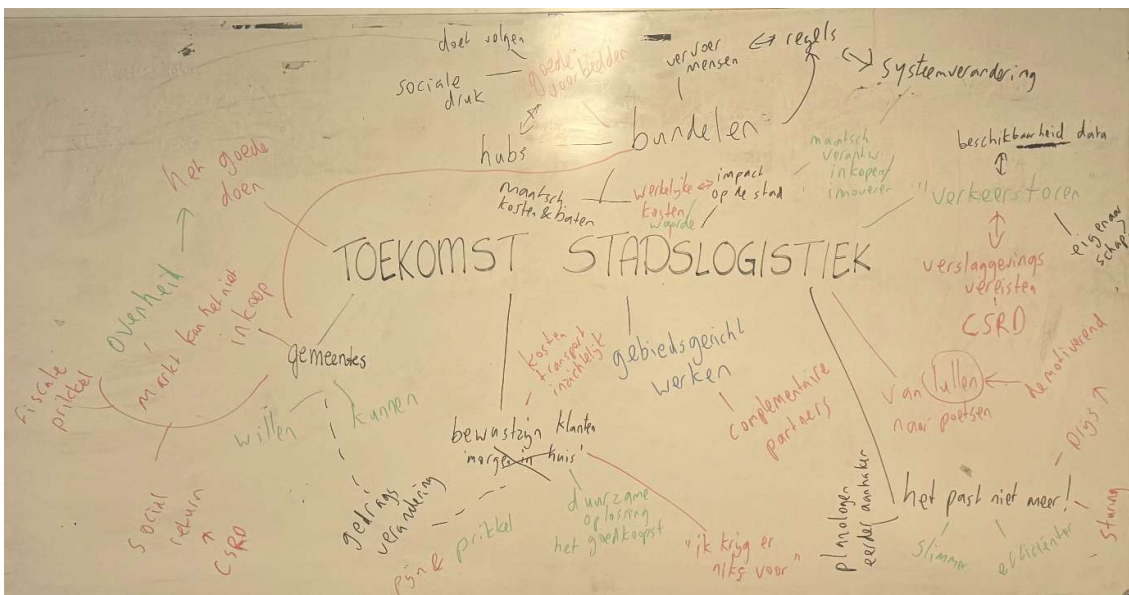 doet volgen
sociale
druk
goede
voorbeelden
vervoer
mensen
regels
systeemverandering
hubs
bundelen
maatsch
kosten & baten
werkelijke
kosten/
waarde
impact
op de stad
maatsch
verantw
inkopen/
beschikbaarheid data
"verkeerstoren"
eigenaar
schap
verslaggevings
vereisten
CSRD
het goede
doen
TOEKOMST STADSLOGISTIEK
overheid
markt kan het niet
inkoop
fiscale
prikkel
gemeentes
willen
kunnen
social
return
CSRD
gedrags
verandering
pijn &
prikkel
kosten
transport
inzichtelijk
bewustzijn klanten
'morgen in huis'
duurzame
oplossing
het goedkoopst
"ik krijg er
niks voor"
gebiedsgericht
werken
complementaire
partners
van lullen
naar poetsen
demotiverend
prijs
het past niet meer!
planologen
eerder aanhaken
slimmer
efficiënter
sturing